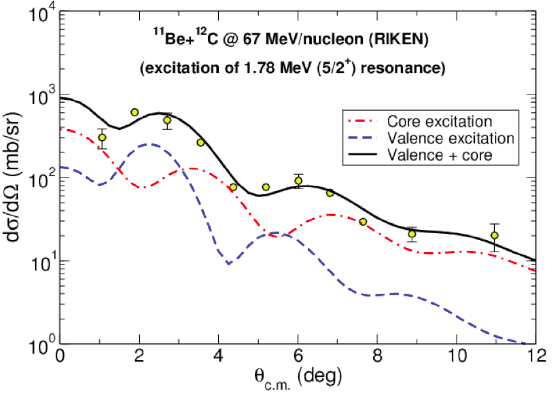 10⁴
¹¹Be+¹²C @ 67 MeV/nucleon (RIKEN)
(excitation of 1.78 MeV (5/2⁺) resonance)
10³
Core excitation
Valence excitation
Valence + core
dσ/dΩ (mb/sr)
10²
10¹
10⁰
0 2 4 6 8 10 12
θc.m. (deg)